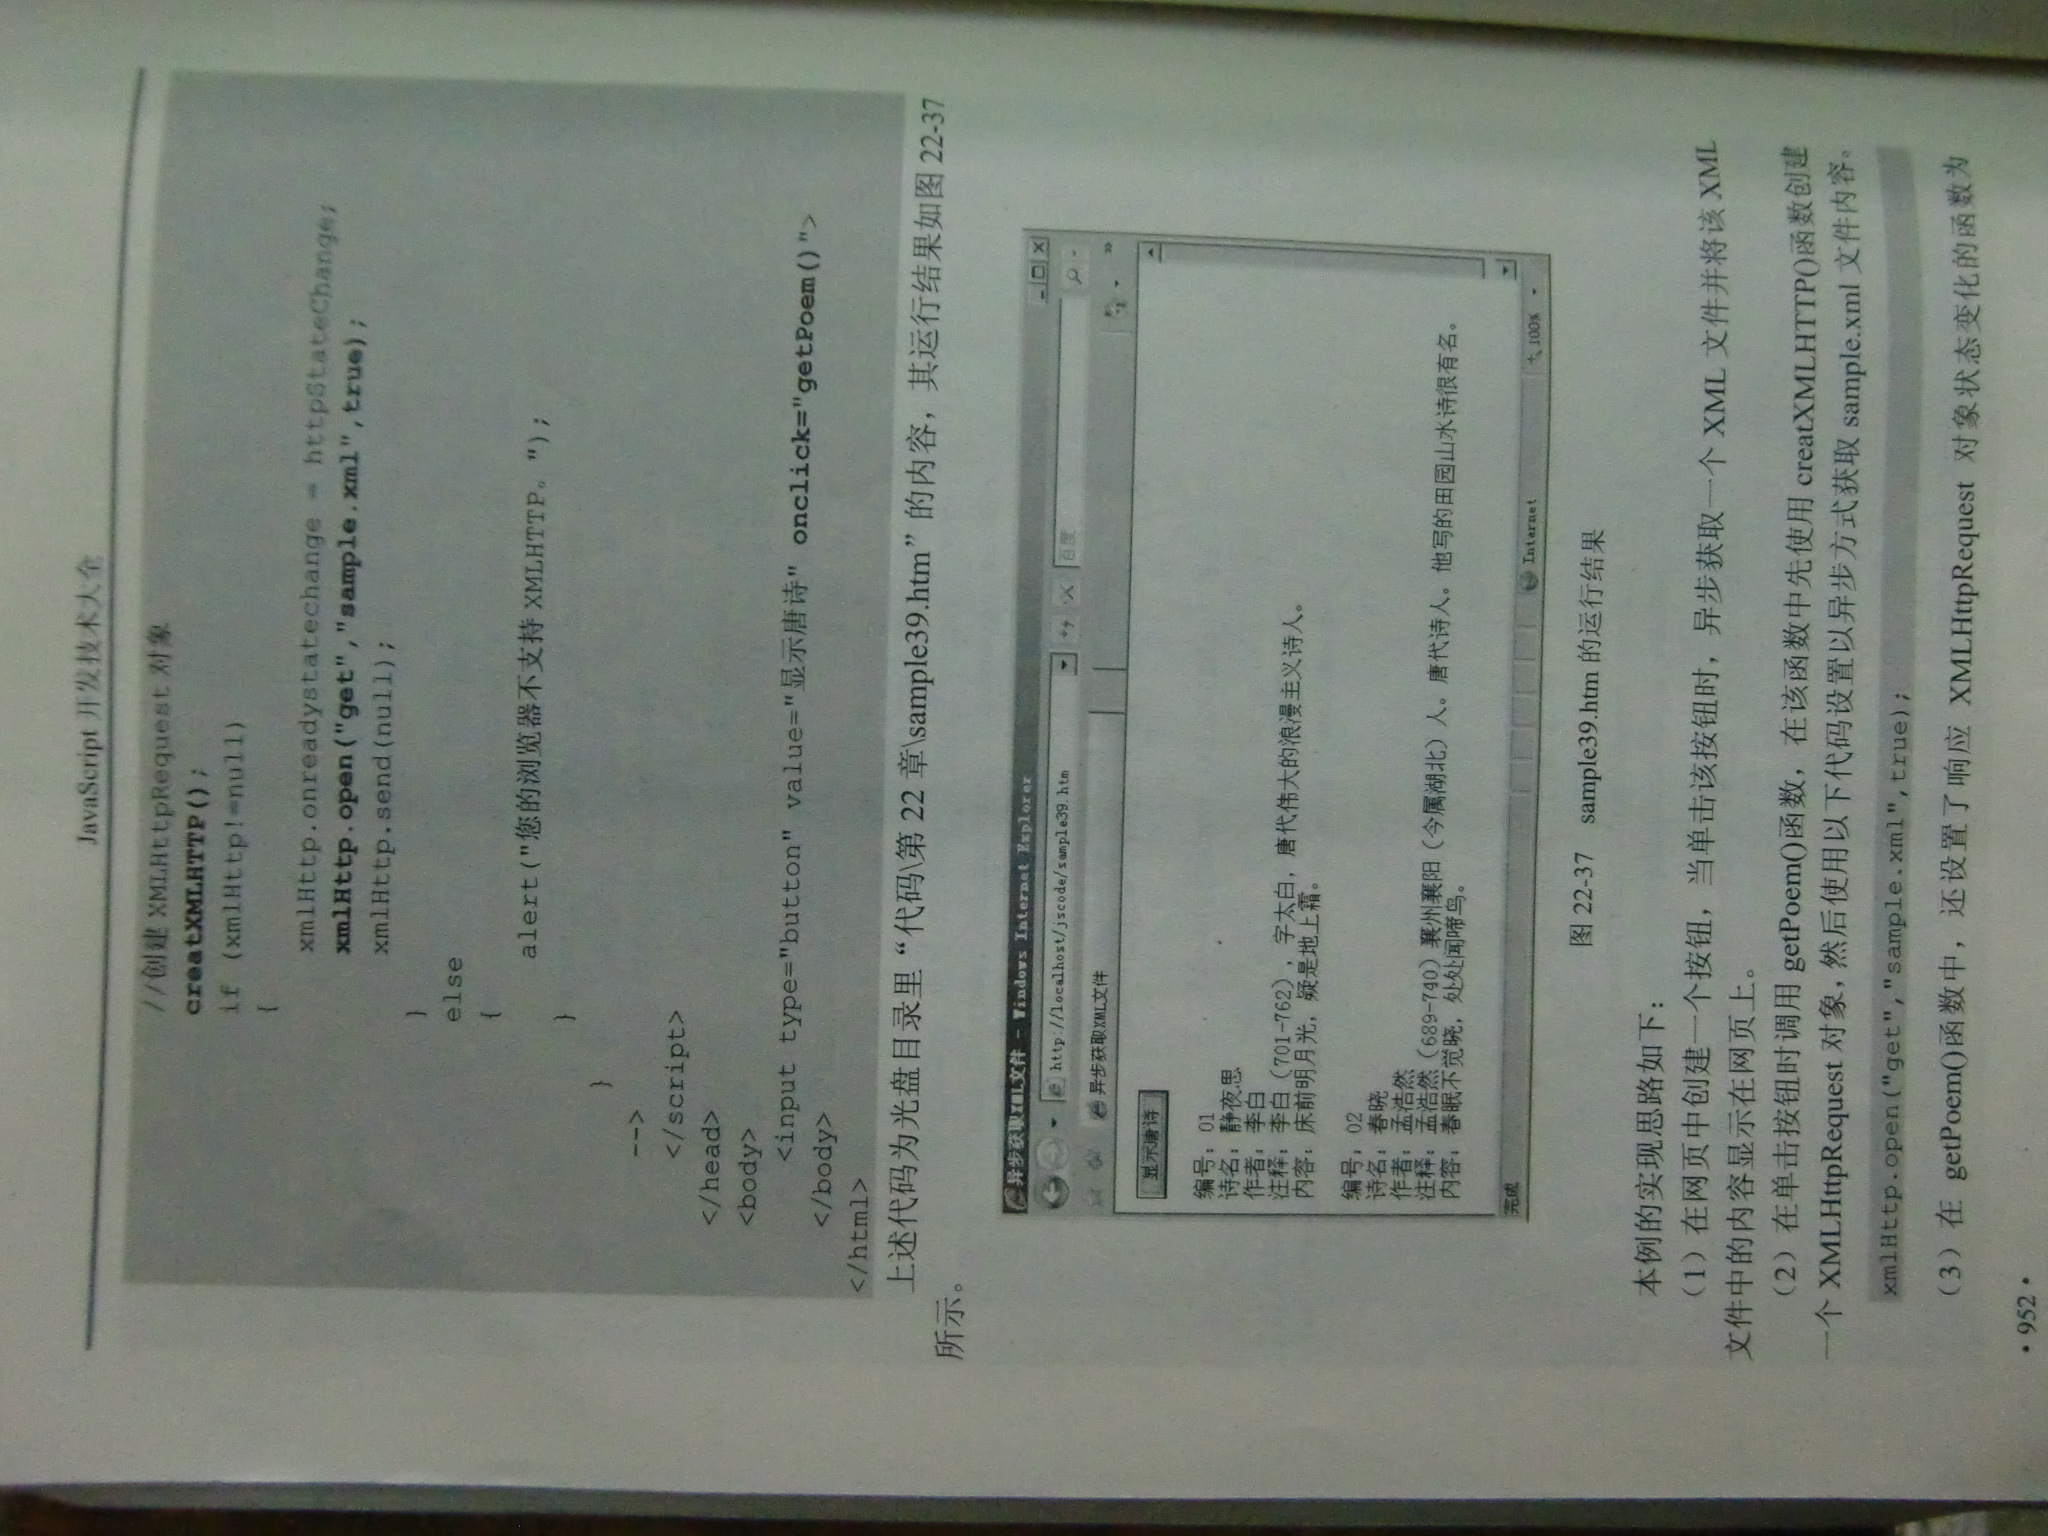 JavaScript 开发技术大全
//创建 XMLHttpRequest 对象
creatXMLHTTP();
if (xmlHttp!=null)
{
xmlHttp.onreadystatechange = httpStateChange;
xmlHttp.open("get","sample.xml",true);
xmlHttp.send(null);
}
else
{
alert("您的浏览器不支持 XMLHTTP。");
}
}
-->
</script>
</head>
<body>
<input type="button" value="显示唐诗" onclick="getPoem()">
</body>
</html>
上述代码为光盘目录里“代码\第 22 章\sample39.htm”的内容，其运行结果如图 22-37
所示。
异步获取XML文件 - Windows Internet Explorer
http://localhost/jscode/sample39.htm
百度
异步获取XML文件
显示唐诗
编号：01
诗名：静夜思
作者：李白
注释：李白（701-762），字太白，唐代伟大的浪漫主义诗人。
内容：床前明月光，疑是地上霜。
编号：02
诗名：春晓
作者：孟浩然
注释：孟浩然（689-740）襄州襄阳（今属湖北）人。唐代诗人。他写的田园山水诗很有名。
内容：春眠不觉晓，处处闻啼鸟。
完成
Internet
100%
图 22-37 sample39.htm 的运行结果
本例的实现思路如下：
（1）在网页中创建一个按钮，当单击该按钮时，异步获取一个 XML 文件并将该 XML
文件中的内容显示在网页上。
（2）在单击按钮时调用 getPoem()函数，在该函数中先使用 creatXMLHTTP()函数创建
一个 XMLHttpRequest 对象，然后使用以下代码设置以异步方式获取 sample.xml 文件内容。
xmlHttp.open("get","sample.xml",true);
（3）在 getPoem()函数中，还设置了响应 XMLHttpRequest 对象状态变化的函数为
• 952 •